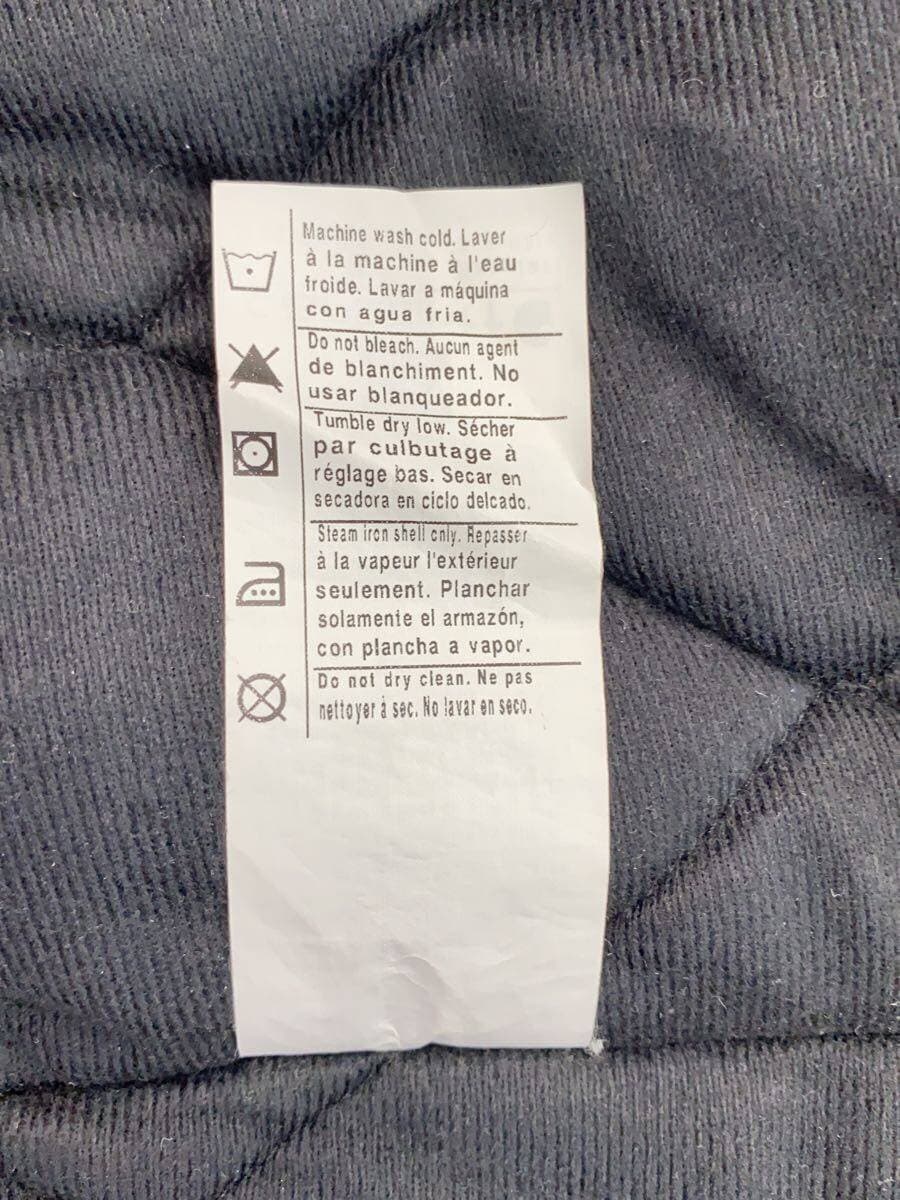 Machine wash cold. Laver
à la machine à l'eau
froide. Lavar a máquina
con agua fria.
Do not bleach. Aucun agent
de blanchiment. No
usar blanqueador.
Tumble dry low. Sécher
par culbutage à
réglage bas. Secar en
secadora en ciclo delcado.
Steam iron shell only. Repasser
à la vapeur l'extérieur
seulement. Planchar
solamente el armazón,
con plancha a vapor.
Do not dry clean. Ne pas
nettoyer à sec. No lavar en seco.